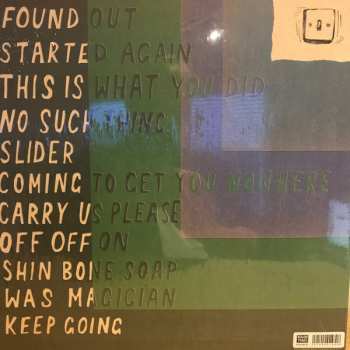 FOUND OUT
STARTED AGAIN
THIS IS WHAT YOU DID
NO SUCH THING
SLIDER
COMING TO GET YOU NOWHERE
CARRY US PLEASE
OFF OFF ON
SHIN BONE SOAP
WAS MAGICIAN
KEEP GOING